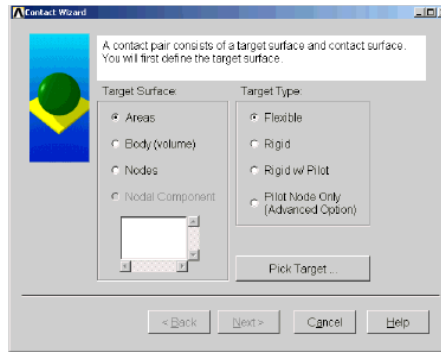 Contact Wizard
A contact pair consists of a target surface and contact surface.
You will first define the target surface.
Target Surface:
Target Type:
Areas
Flexible
Body (volume)
Rigid
Nodes
Rigid w/ Pilot
Nodal Component
Pilot Node Only
(Advanced Option)
Pick Target ...
< Back
Next >
Cancel
Help